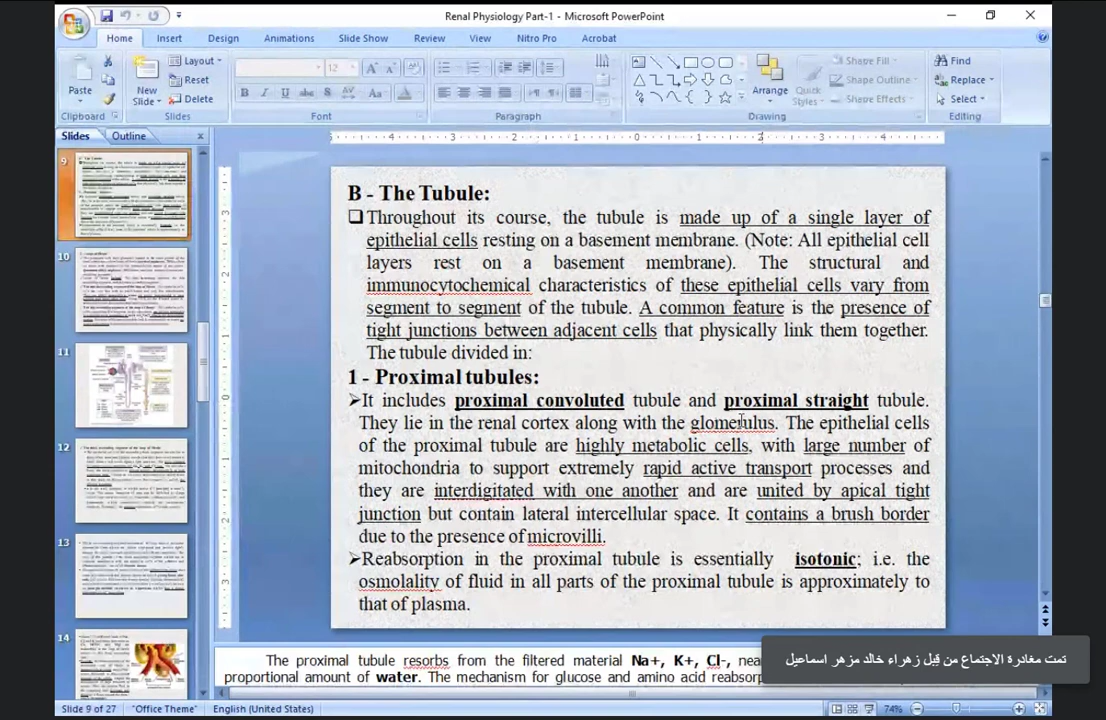 Renal Physiology Part-1 - Microsoft PowerPoint
Home Insert Design Animations Slide Show Review View Nitro Pro Acrobat
Paste
New
Slide
Layout
Reset
Delete
12
Arrange
Quick
Styles
Shape Fill
Shape Outline
Shape Effects
Find
Replace
Select
Clipboard Slides Font Paragraph Drawing Editing
Slides Outline
9
10
11
12
13
14
B - The Tubule:
Throughout its course, the tubule is made up of a single layer of
epithelial cells resting on a basement membrane. (Note: All epithelial cell
layers rest on a basement membrane). The structural and
immunocytochemical characteristics of these epithelial cells vary from
segment to segment of the tubule. A common feature is the presence of
tight junctions between adjacent cells that physically link them together.
The tubule divided in:
1 - Proximal tubules:
It includes proximal convoluted tubule and proximal straight tubule.
They lie in the renal cortex along with the glomerulus. The epithelial cells
of the proximal tubule are highly metabolic cells, with large number of
mitochondria to support extremely rapid active transport processes and
they are interdigitated with one another and are united by apical tight
junction but contain lateral intercellular space. It contains a brush border
due to the presence of microvilli.
Reabsorption in the proximal tubule is essentially isotonic; i.e. the
osmolality of fluid in all parts of the proximal tubule is approximately to
that of plasma.
The proximal tubule resorbs from the filtered material Na+, K+, Cl-,
proportional amount of water. The mechanism for glucose and amino acid
تمت مغادرة الاجتماع من قبل زهراء خالد مزهر اسماعيل
Slide 9 of 27 "Office Theme" English (United States) 74%